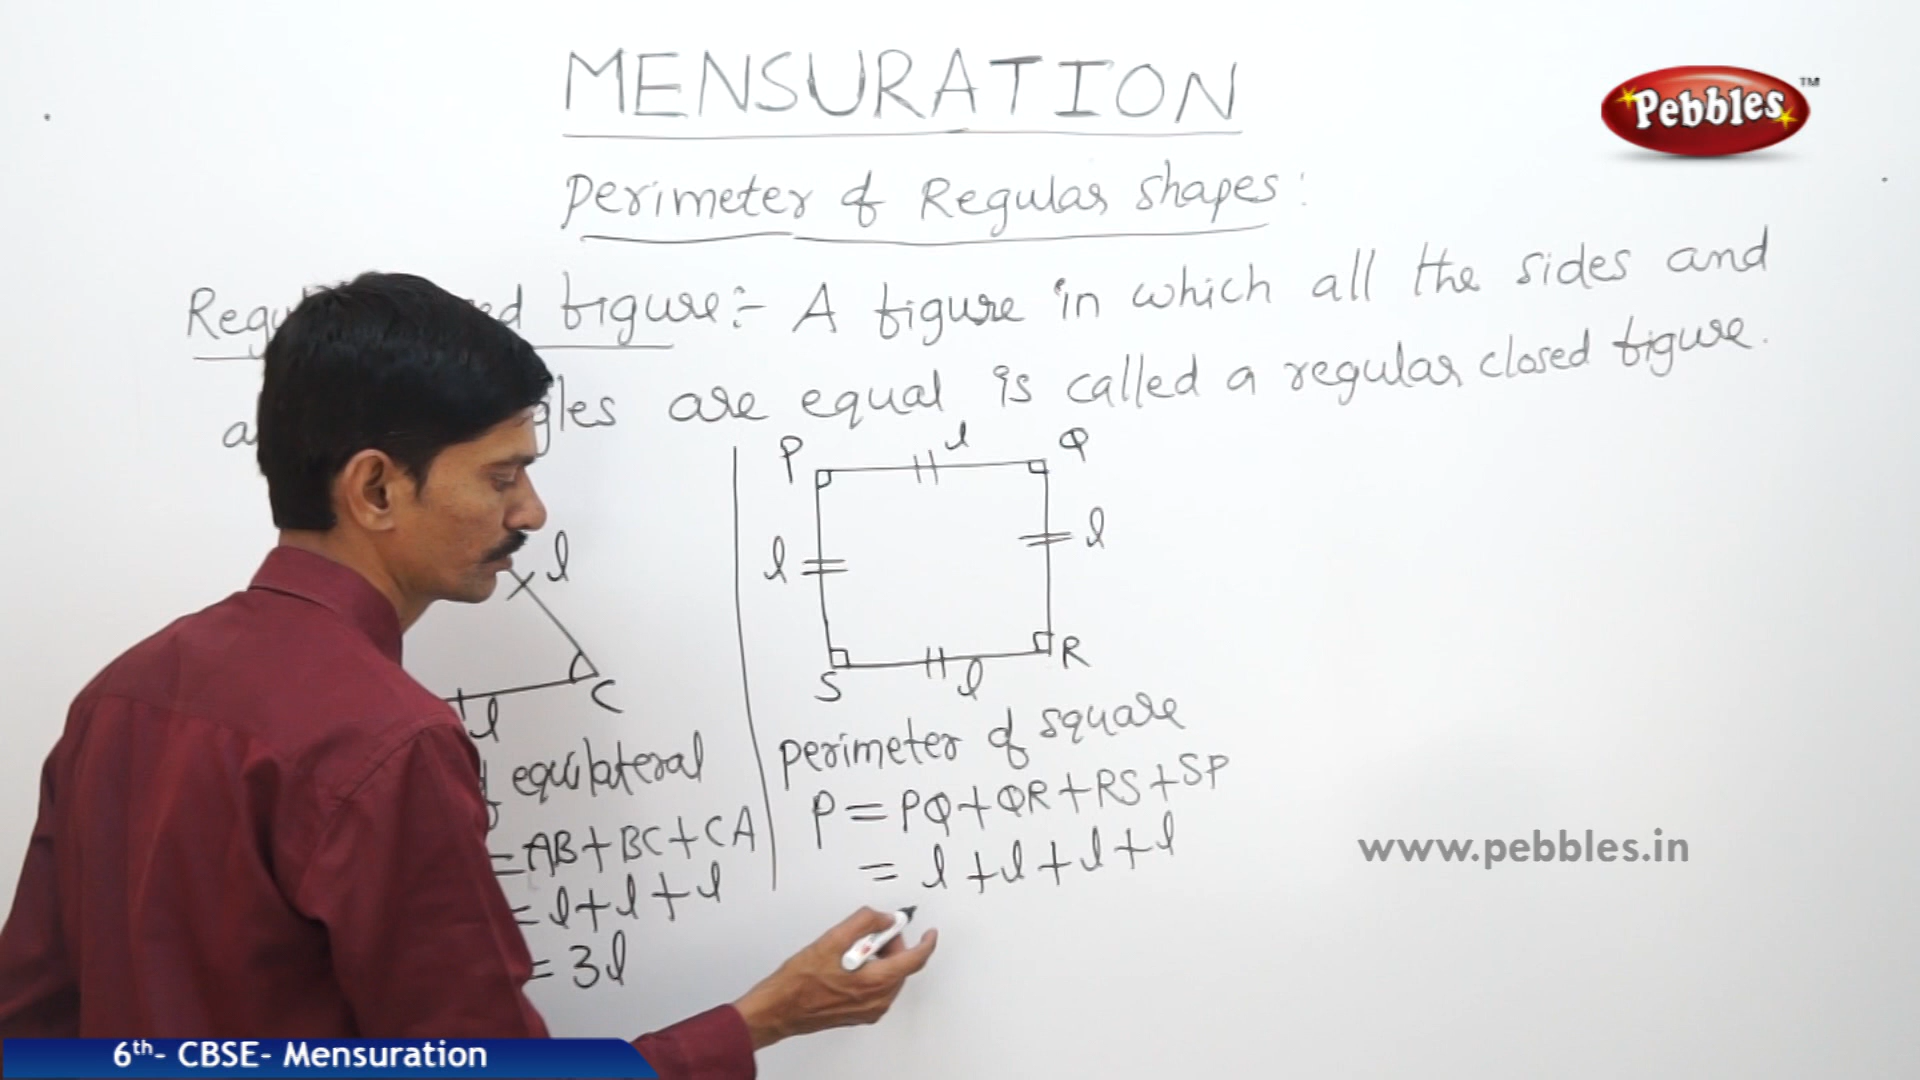 MENSURATION
Pebbles™
Perimeter of Regular shapes:
figure:- A figure in which all the sides and
are equal is called a regular closed figure.
P l Q
l l
l
S l R
C
l
equilateral
=AB+BC+CA
=l+l+l
=3l
perimeter of square
P=PQ+QR+RS+SP
=l+l+l+l
www.pebbles.in
6th- CBSE- Mensuration